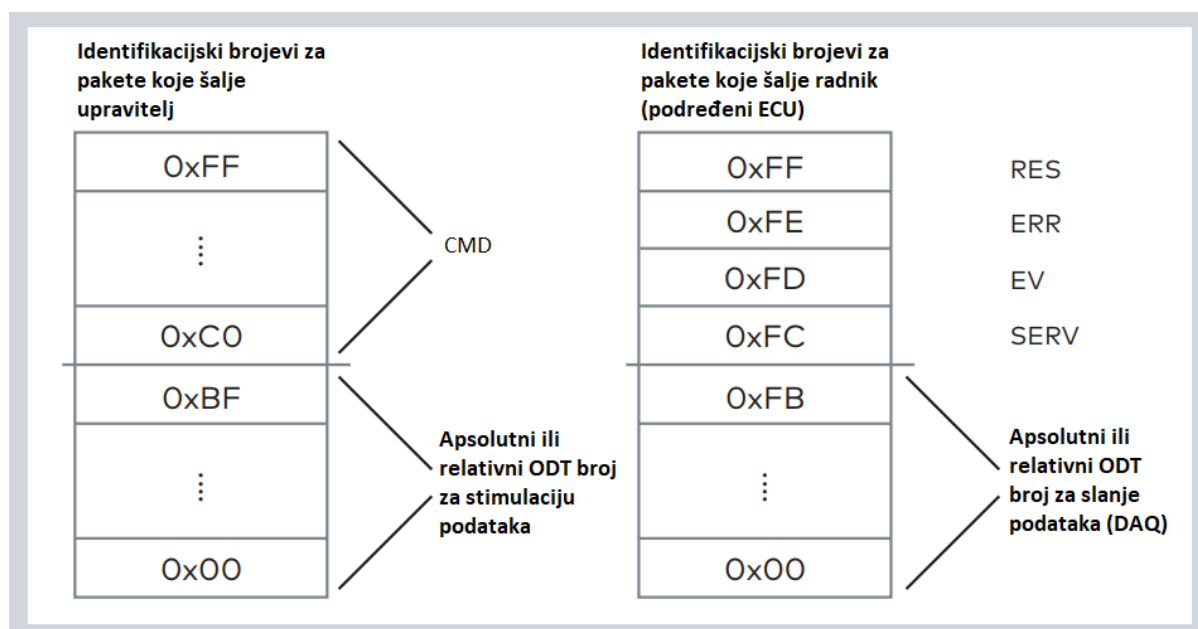 Identifikacijski brojevi za
pakete koje šalje
upravitelj
0xFF
⋮
0xC0
0xBF
⋮
0x00
CMD
Apsolutni ili
relativni ODT broj
za stimulaciju
podataka
Identifikacijski brojevi za
pakete koje šalje radnik
(podređeni ECU)
0xFF
RES
0xFE
ERR
0xFD
EV
0xFC
SERV
0xFB
⋮
0x00
Apsolutni ili
relativni ODT
broj za slanje
podataka (DAQ)